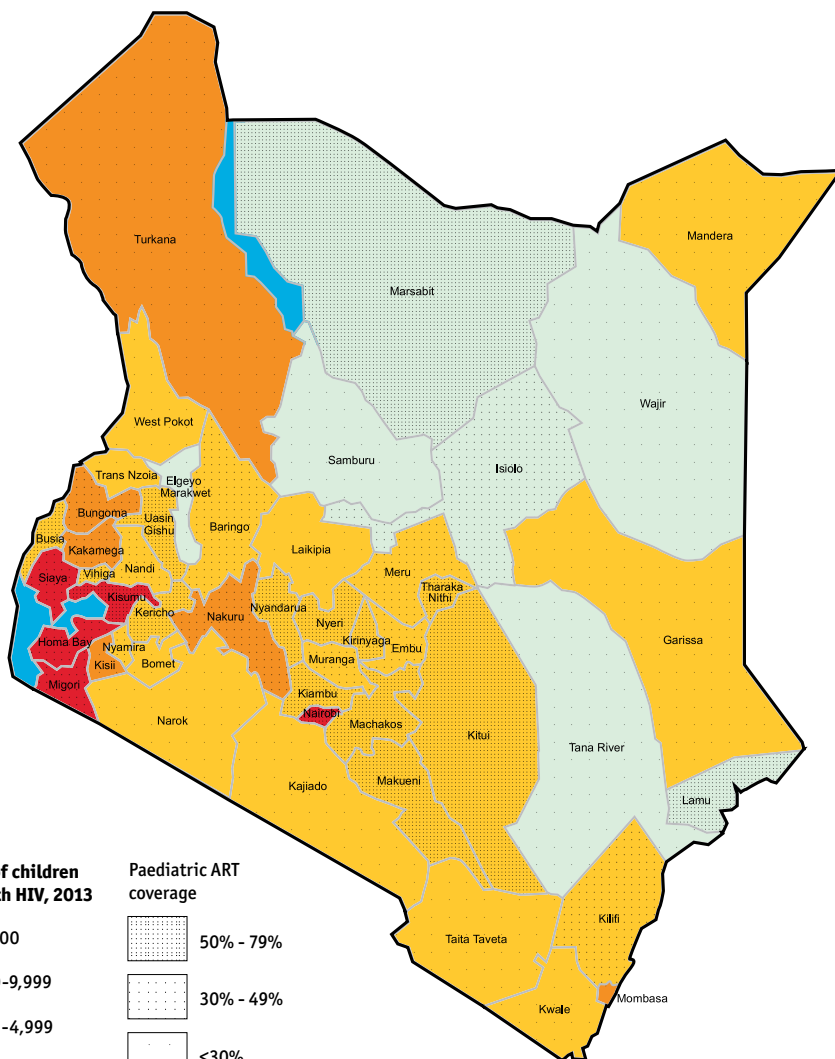 Turkana
Mandera
Marsabit
Wajir
West Pokot
Samburu
Isiolo
Trans Nzoia
Elgeyo
Marakwet
Bungoma
Uasin
Gishu
Baringo
Busia
Kakamega
Laikipia
Meru
Siaya
Vihiga
Nandi
Tharaka
Nithi
Kisumu
Kericho
Nakuru
Nyandarua
Nyeri
Garissa
Homa Bay
Nyamira
Kirinyaga
Embu
Kisii
Bomet
Muranga
Migori
Kiambu
Nairobi
Narok
Machakos
Kitui
Tana River
Kajiado
Makueni
Lamu
of children
HIV, 2013
Paediatric ART
coverage
00
50% - 79%
Kilifi
Taita Taveta
-9,999
30% - 49%
Mombasa
Kwale
-4,999
<30%